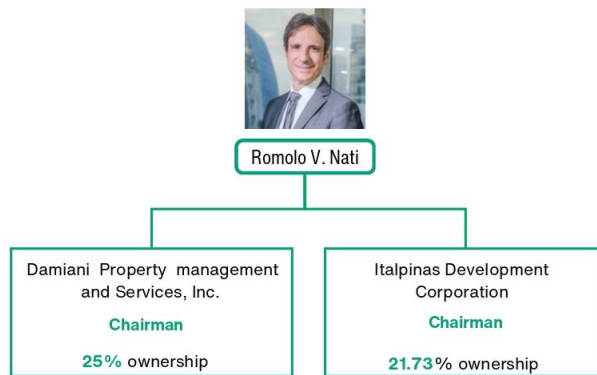 Romolo V. Nati
Damiani Property management
and Services, Inc.
Chairman
25% ownership
Italpinas Development
Corporation
Chairman
21.73% ownership